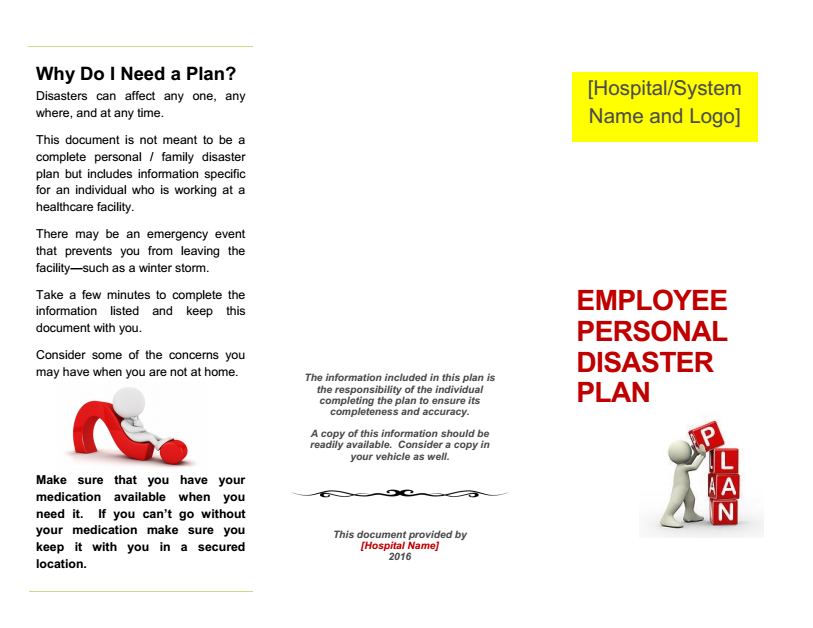 Why Do I Need a Plan?
Disasters can affect any one, any
where, and at any time.
This document is not meant to be a
complete personal / family disaster
plan but includes information specific
for an individual who is working at a
healthcare facility.
There may be an emergency event
that prevents you from leaving the
facility—such as a winter storm.
Take a few minutes to complete the
information listed and keep this
document with you.
Consider some of the concerns you
may have when you are not at home.
Make sure that you have your
medication available when you
need it.  If you can’t go without
your medication make sure you
keep it with you in a secured
location.
The information included in this plan is
the responsibility of the individual
completing the plan to ensure its
completeness and accuracy.
A copy of this information should be
readily available.  Consider a copy in
your vehicle as well.
This document provided by
[Hospital Name]
2016
[Hospital/System
Name and Logo]
EMPLOYEE
PERSONAL
DISASTER
PLAN
P
L
A A
N